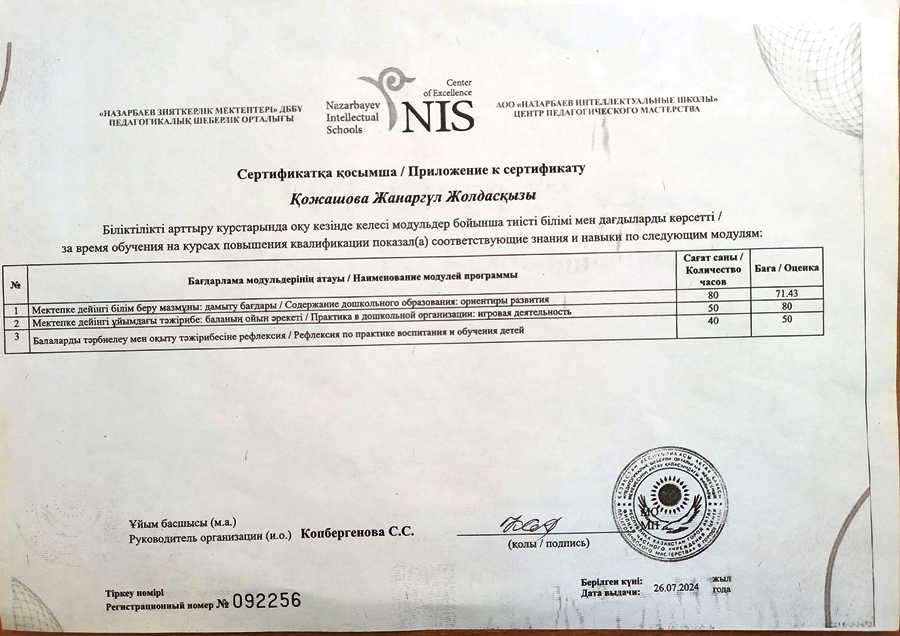 «НАЗАРБАЕВ ЗИЯТКЕРЛІК МЕКТЕПТЕРІ» ДББҰ
ПЕДАГОГИКАЛЫҚ ШЕБЕРЛІК ОРТАЛЫҒЫ
Nazarbayev
Intellectual
Schools
Center
of Excellence
NIS
АОО «НАЗАРБАЕВ ИНТЕЛЛЕКТУАЛЬНЫЕ ШКОЛЫ»
ЦЕНТР ПЕДАГОГИЧЕСКОГО МАСТЕРСТВА
Сертификатқа қосымша / Приложение к сертификату
Қожашова Жанаргүл Жолдасқызы
Біліктілікті арттыру курстарында оқу кезінде келесі модульдер бойынша тиісті білімі мен дағдыларды көрсетті /
за время обучения на курсах повышения квалификации показал(а) соответствующие знания и навыки по следующим модулям:
№ Бағдарлама модульдерінің атауы / Наименование модулей программы Сағат саны / Количество часов Баға / Оценка
1 Мектепке дейінгі білім беру мазмұны: дамыту бағдары / Содержание дошкольного образования: ориентиры развития 80 71.43
2 Мектепке дейінгі ұйымдағы тәжірибе: баланың ойын әрекеті / Практика в дошкольной организации: игровая деятельность 50 80
3 Балаларды тәрбиелеу мен оқыту тәжірибесіне рефлексия / Рефлексия по практике воспитания и обучения детей 40 50
Ұйым басшысы (м.а.)
Руководитель организации (и.о.) Копбергенова С.С.
(қолы / подпись)
МО
МП
Тіркеу нөмірі
Регистрационный номер № 092256
Берілген күні:
Дата выдачи: 26.07.2024 жыл
года